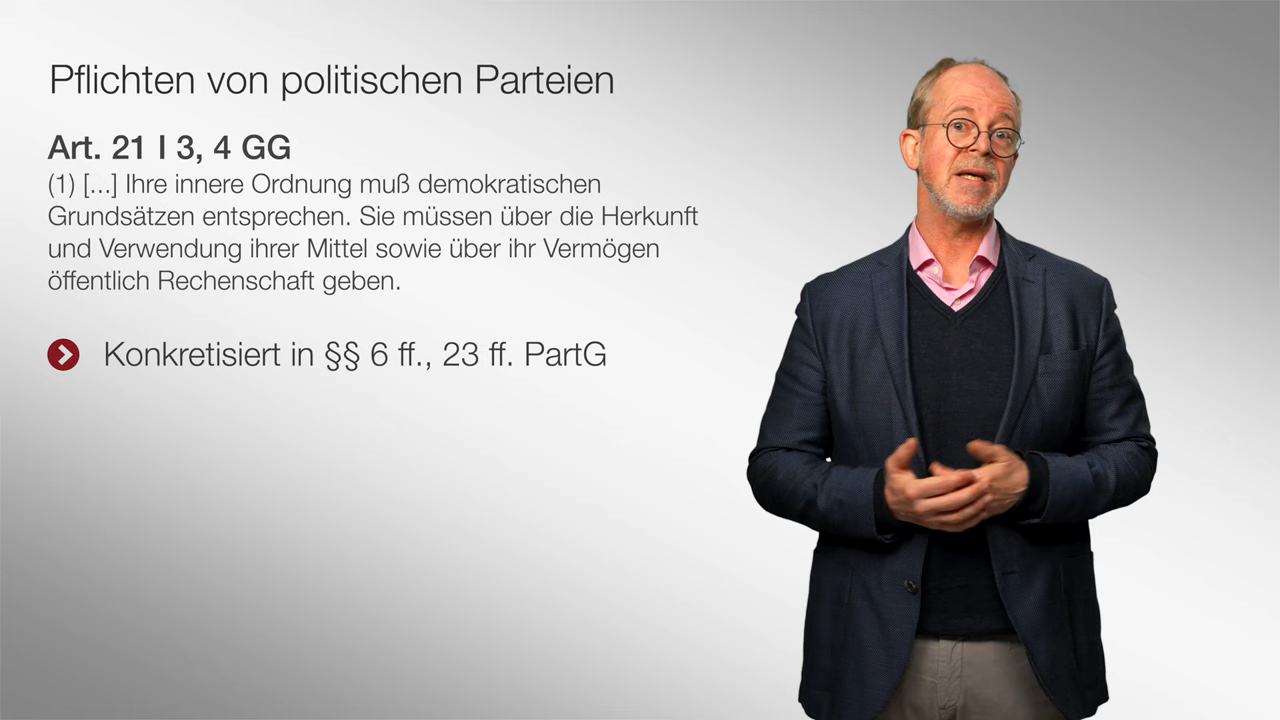 Pflichten von politischen Parteien
Art. 21 I 3, 4 GG
(1) [...] Ihre innere Ordnung muß demokratischen
Grundsätzen entsprechen. Sie müssen über die Herkunft
und Verwendung ihrer Mittel sowie über ihr Vermögen
öffentlich Rechenschaft geben.
Konkretisiert in §§ 6 ff., 23 ff. PartG